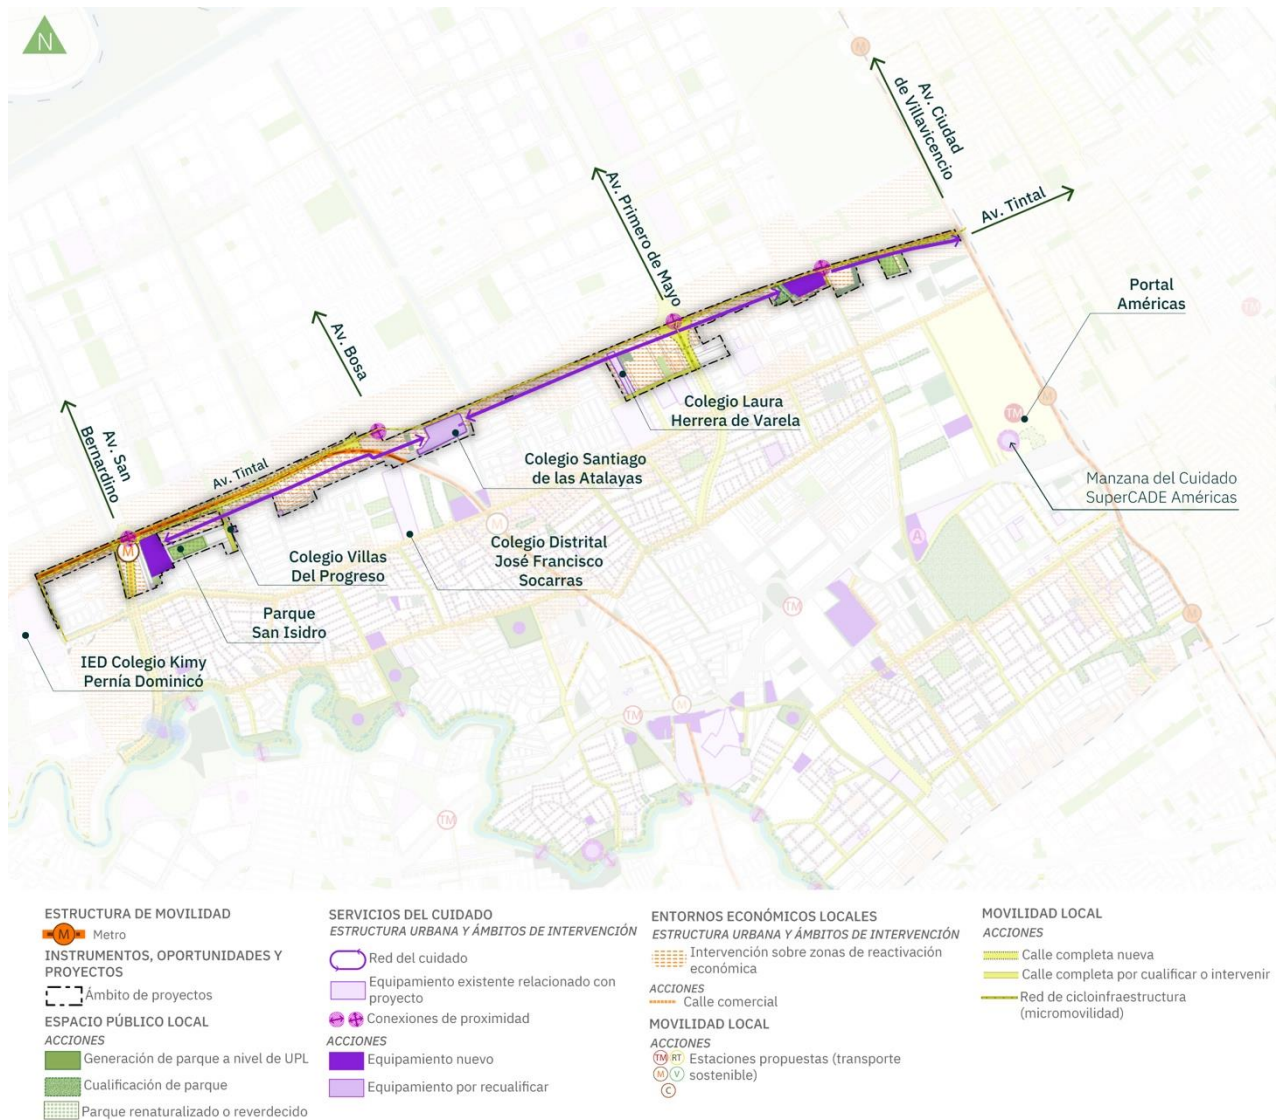 N
M
Av. Ciudad
de Villavicencio
Av. Primero de Mayo
Av. Tintal
Portal
Américas
TM
Av. Bosa
M
TM
Colegio Laura
Herrera de Varela
Av. San
Bernardino
Av. Tintal
Colegio Santiago
de las Atalayas
Manzana del Cuidado
SuperCADE Américas
M
M
Colegio Villas
Del Progreso
Colegio Distrital
José Francisco
Socarras
A
Parque
San Isidro
TM
M
IED Colegio Kimy
Pernía Dominicó
M
TM
TM
ESTRUCTURA DE MOVILIDAD
M Metro
INSTRUMENTOS, OPORTUNIDADES Y
PROYECTOS
Ámbito de proyectos
ESPACIO PÚBLICO LOCAL
ACCIONES
Generación de parque a nivel de UPL
Cualificación de parque
Parque renaturalizado o reverdecido
SERVICIOS DEL CUIDADO
ESTRUCTURA URBANA Y ÁMBITOS DE INTERVENCIÓN
Red del cuidado
Equipamiento existente relacionado con
proyecto
Conexiones de proximidad
ACCIONES
Equipamiento nuevo
Equipamiento por recualificar
ENTORNOS ECONÓMICOS LOCALES
ESTRUCTURA URBANA Y ÁMBITOS DE INTERVENCIÓN
Intervención sobre zonas de reactivación
económica
ACCIONES
Calle comercial
MOVILIDAD LOCAL
ACCIONES
TM RT Estaciones propuestas (transporte
M V sostenible)
C
MOVILIDAD LOCAL
ACCIONES
Calle completa nueva
Calle completa por cualificar o intervenir
Red de cicloinfraestructura
(micromovilidad)